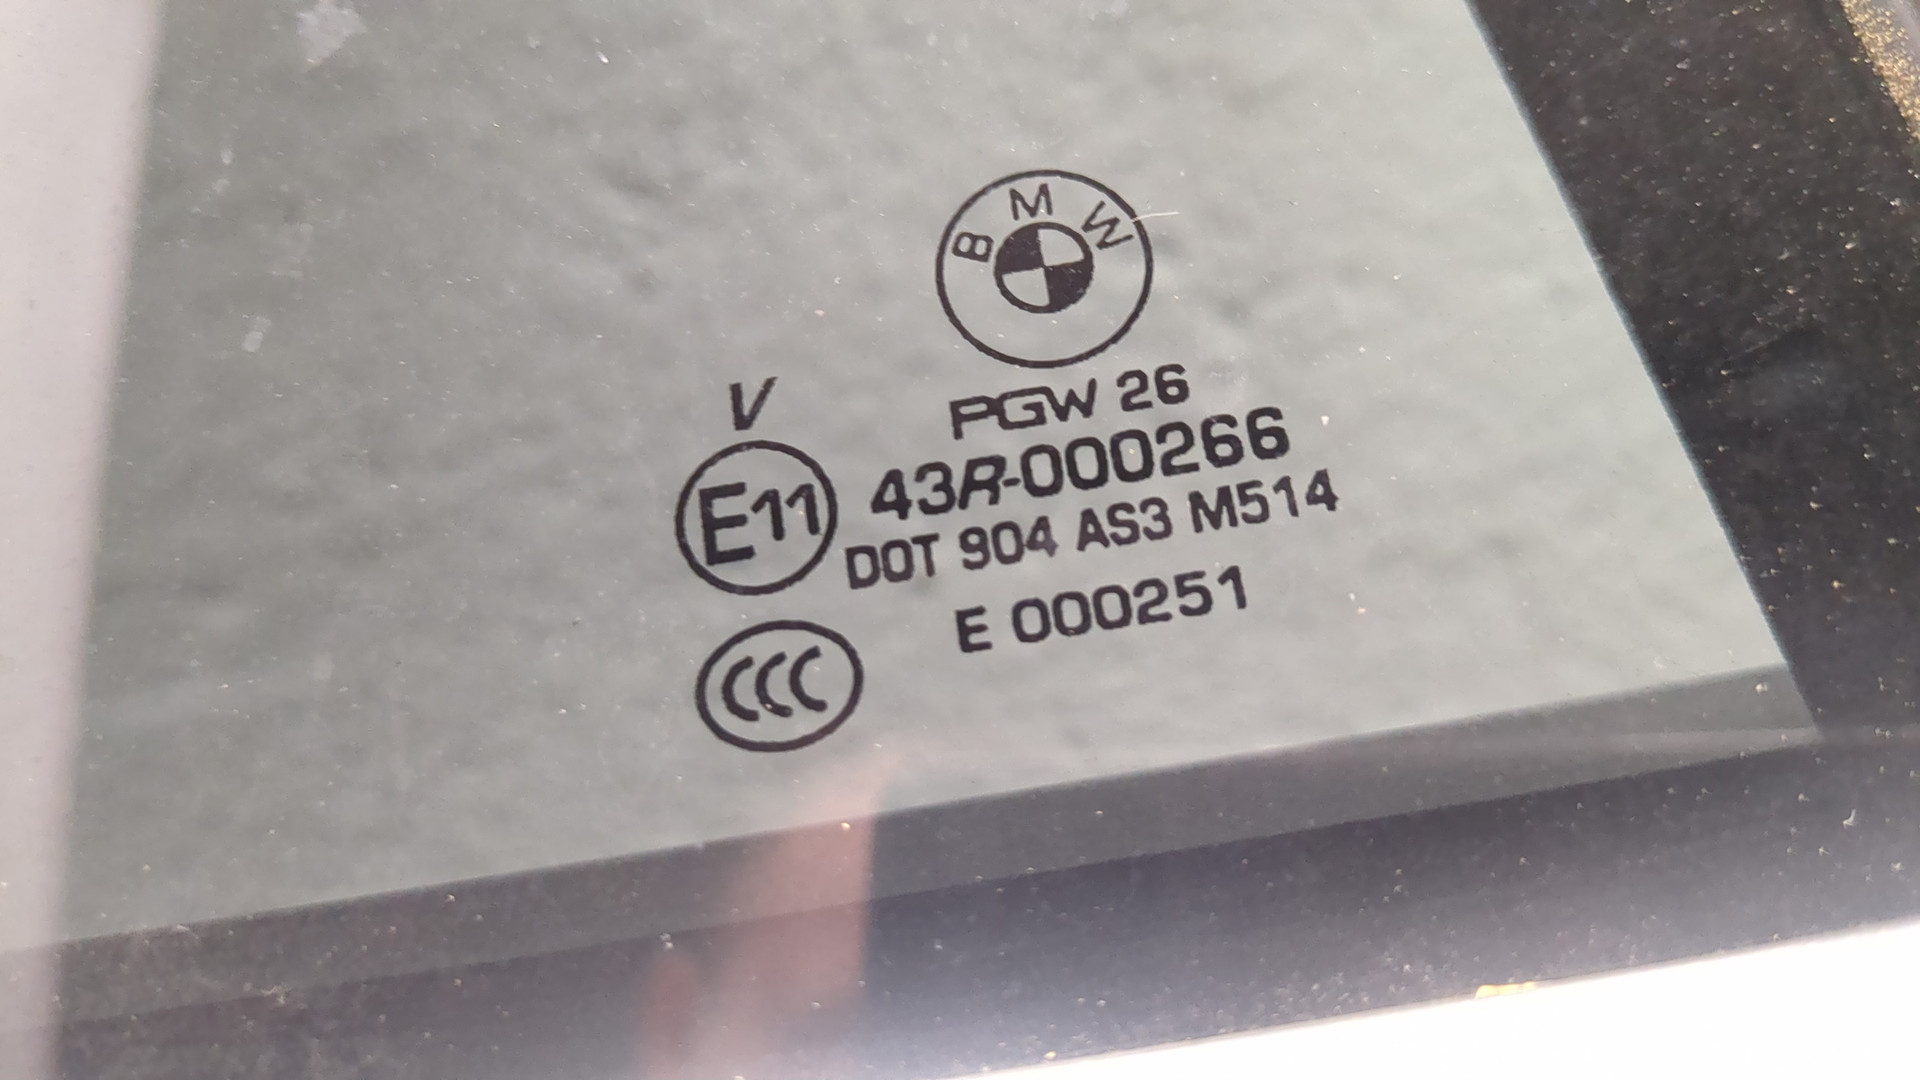 BMW
PGW 26
V
E11 43R-000266
DOT 904 AS3 M514
E 000251
CCC